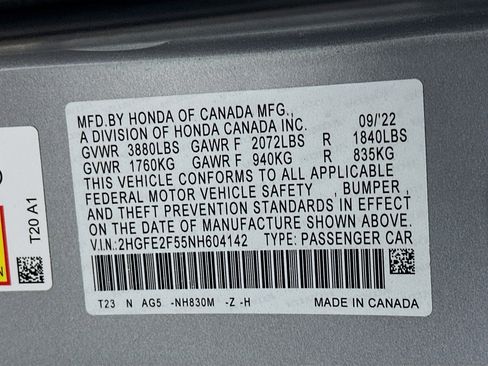 MFD.BY HONDA OF CANADA MFG.,
A DIVISION OF HONDA CANADA INC. 09/'22
GVWR 3880LBS GAWR F 2072LBS R 1840LBS
GVWR 1760KG GAWR F 940KG R 835KG
THIS VEHICLE CONFORMS TO ALL APPLICABLE
FEDERAL MOTOR VEHICLE SAFETY , BUMPER ,
AND THEFT PREVENTION STANDARDS IN EFFECT
ON THE DATE OF MANUFACTURE SHOWN ABOVE.
V.I.N.:2HGFE2F55NH604142 TYPE: PASSENGER CAR
T23 N AG5 -NH830M -Z -H MADE IN CANADA
T20 A1